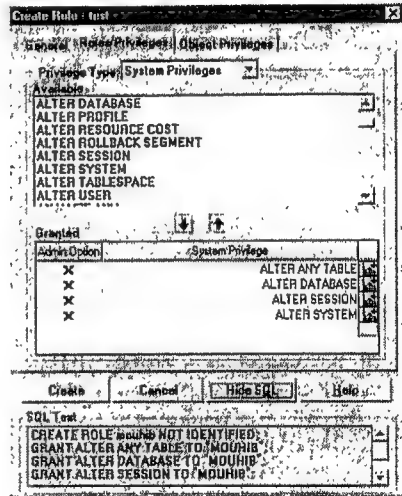 Create Role - test
General Roles/Privileges Object Privileges
Privilege Type: System Privileges
Available
ALTER DATABASE
ALTER PROFILE
ALTER RESOURCE COST
ALTER ROLLBACK SEGMENT
ALTER SESSION
ALTER SYSTEM
ALTER TABLESPACE
ALTER USER
Granted
Admin Option System Privilege
ALTER ANY TABLE
ALTER DATABASE
ALTER SESSION
ALTER SYSTEM
Create Cancel Hide SQL Help
SQL Text
CREATE ROLE mouhib NOT IDENTIFIED;
GRANT ALTER ANY TABLE TO "MOUHIB"
GRANT ALTER DATABASE TO "MOUHIB"
GRANT ALTER SESSION TO "MOUHIB"